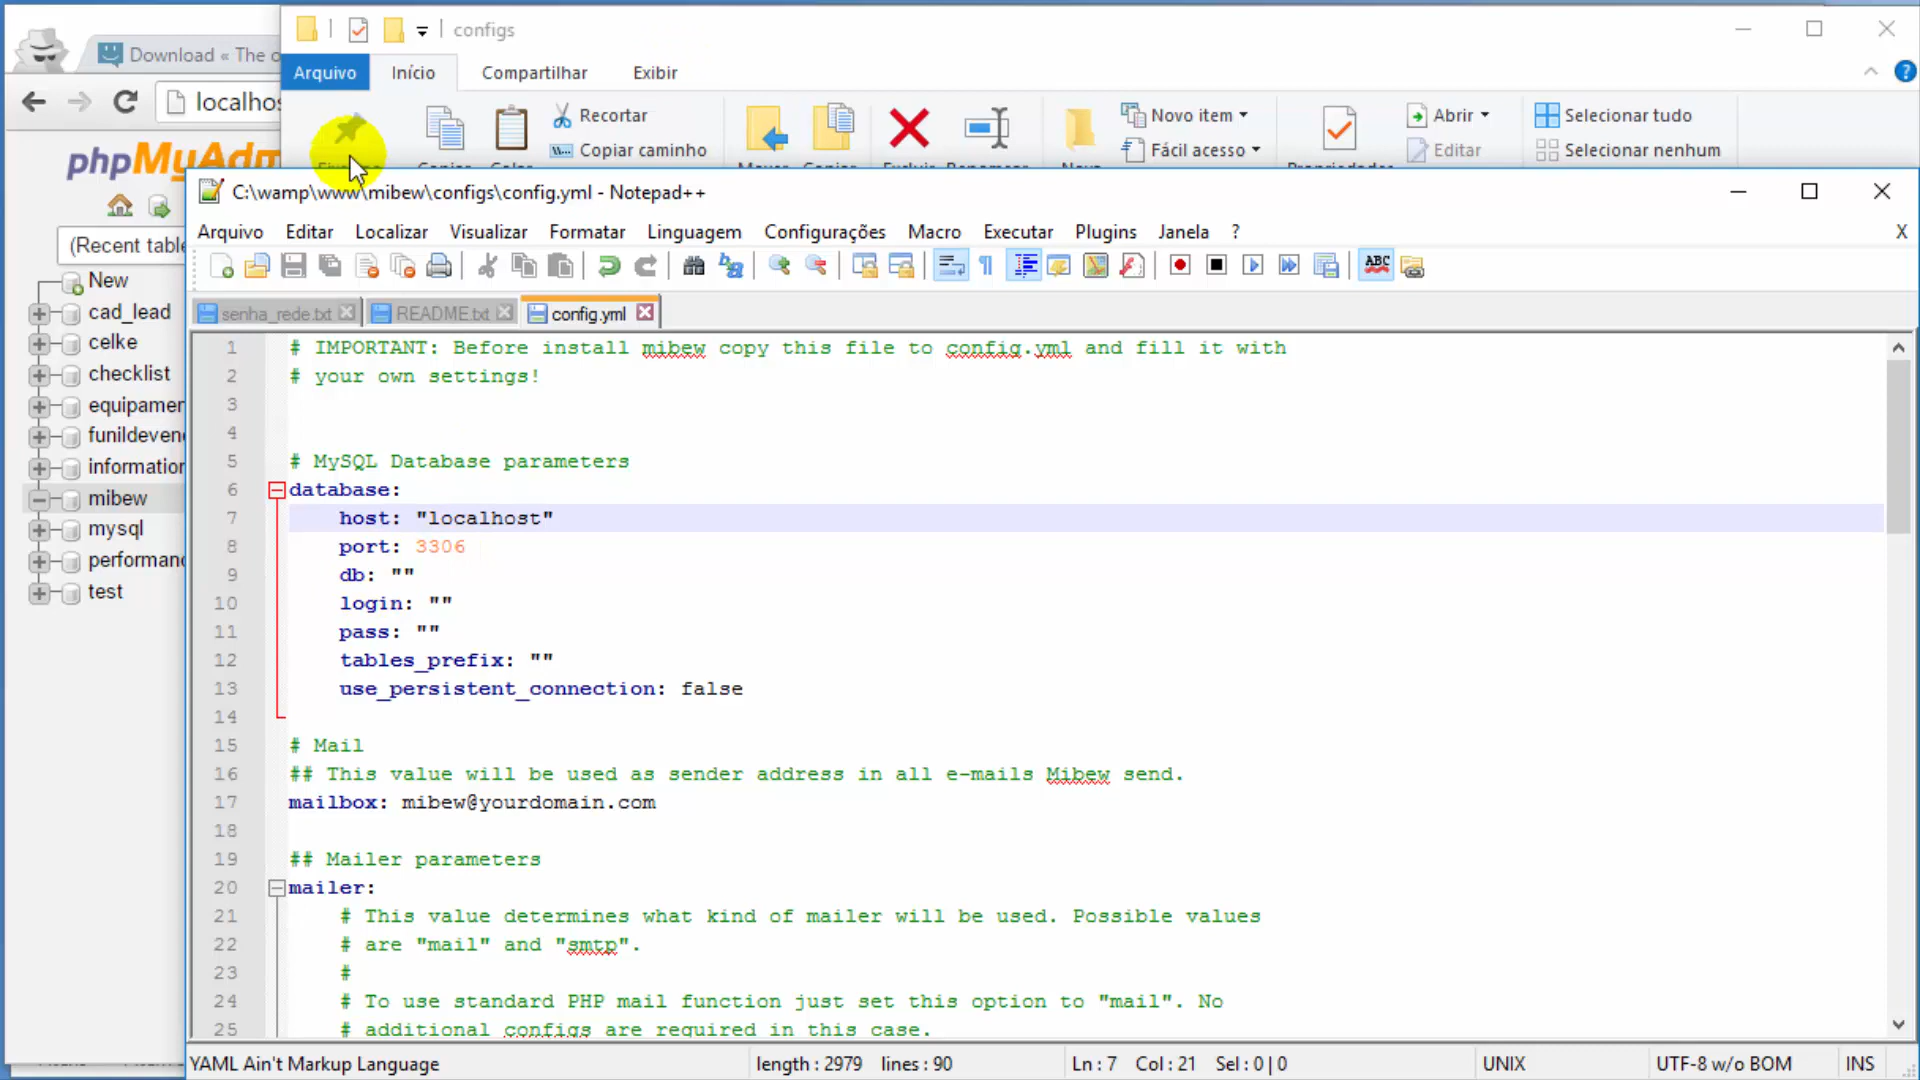 configs
Download « The o
Arquivo Início Compartilhar Exibir
localhos
Recortar
Copiar caminho
Novo item
Fácil acesso
Abrir
Editar
Selecionar tudo
Selecionar nenhum
phpMyAdm
C:\wamp\www\mibew\configs\config.yml - Notepad++
Arquivo Editar Localizar Visualizar Formatar Linguagem Configurações Macro Executar Plugins Janela ? X
senha_rede.txt README.txt config.yml
(Recent table
New
cad_lead
celke
checklist
equipamen
funildevend
information
mibew
mysql
performanc
test
1 # IMPORTANT: Before install mibew copy this file to config.yml and fill it with
2 # your own settings!
3
4
5 # MySQL Database parameters
6 database:
7 host: "localhost"
8 port: 3306
9 db: ""
10 login: ""
11 pass: ""
12 tables_prefix: ""
13 use_persistent_connection: false
14
15 # Mail
16 ## This value will be used as sender address in all e-mails Mibew send.
17 mailbox: mibew@yourdomain.com
18
19 ## Mailer parameters
20 mailer:
21 # This value determines what kind of mailer will be used. Possible values
22 # are "mail" and "smtp".
23 #
24 # To use standard PHP mail function just set this option to "mail". No
25 # additional configs are required in this case.
YAML Ain't Markup Language length : 2979 lines : 90 Ln : 7 Col : 21 Sel : 0 | 0 UNIX UTF-8 w/o BOM INS